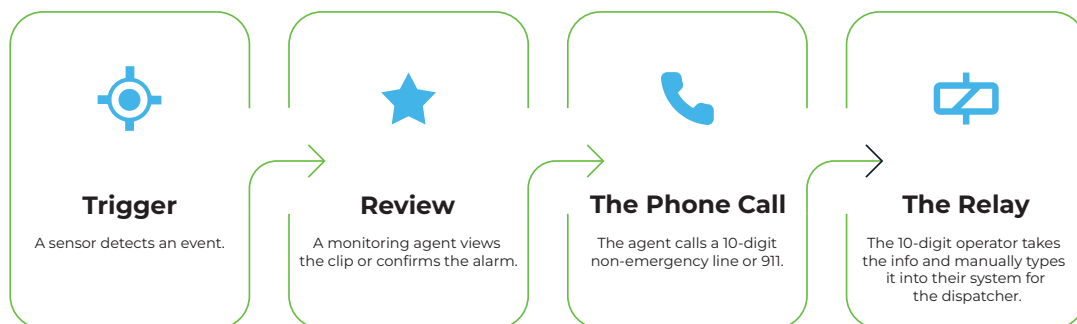 Trigger
A sensor detects an event.
Review
A monitoring agent views
the clip or confirms the alarm.
The Phone Call
The agent calls a 10-digit
non-emergency line or 911.
The Relay
The 10-digit operator takes
the info and manually types
it into their system for
the dispatcher.